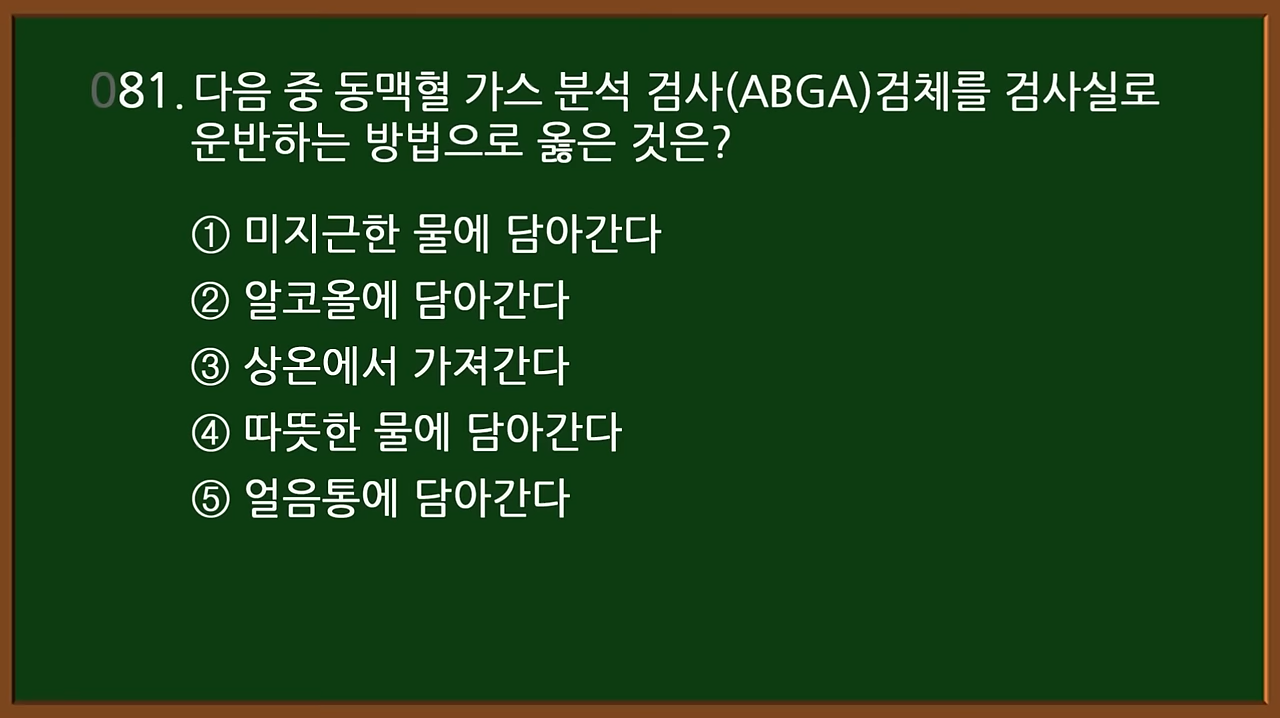 081. 다음 중 동맥혈 가스 분석 검사(ABGA)검체를 검사실로
운반하는 방법으로 옳은 것은?
① 미지근한 물에 담아간다
② 알코올에 담아간다
③ 상온에서 가져간다
④ 따뜻한 물에 담아간다
⑤ 얼음통에 담아간다